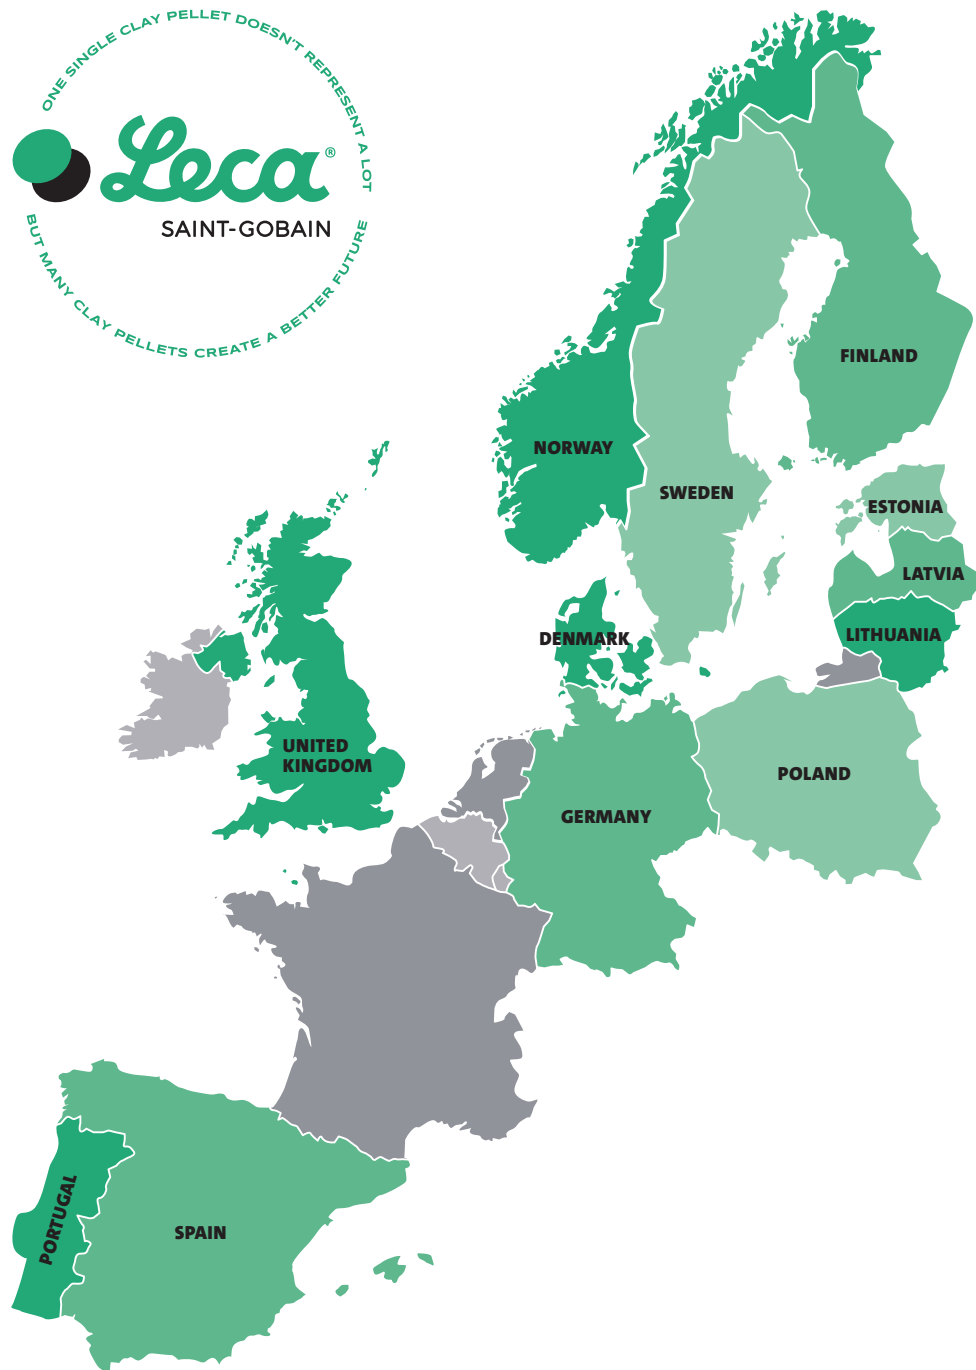 ONE SINGLE CLAY PELLET DOESN'T REPRESENT A LOT
Leca®
SAINT-GOBAIN
BUT MANY CLAY PELLETS CREATE A BETTER FUTURE
FINLAND
NORWAY
SWEDEN
ESTONIA
LATVIA
LITHUANIA
DENMARK
UNITED
KINGDOM
POLAND
GERMANY
PORTUGAL
SPAIN